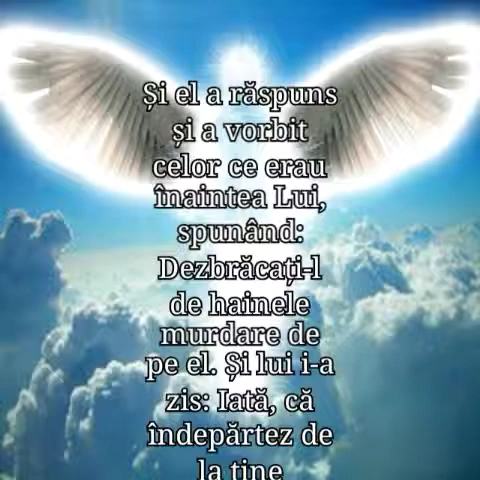 Și el a răspuns
și a vorbit
celor ce erau
înaintea Lui,
spunând:
Dezbrăcați-l
de hainele
murdare de
pe el. Și lui i-a
zis: Iată, că
îndepărtez de
la tine